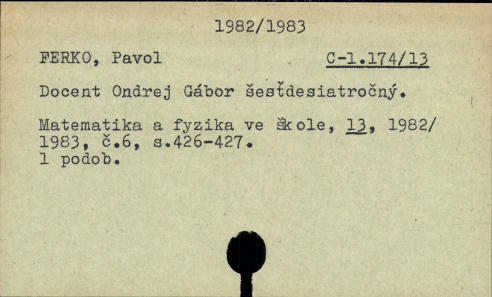 1982/1983
FERKO, Pavol C-1.174/13
Docent Ondrej Gábor šesťdesiatročný.
Matematika a fyzika ve škole, 13, 1982/
1983, č.6, s.426-427.
1 podob.